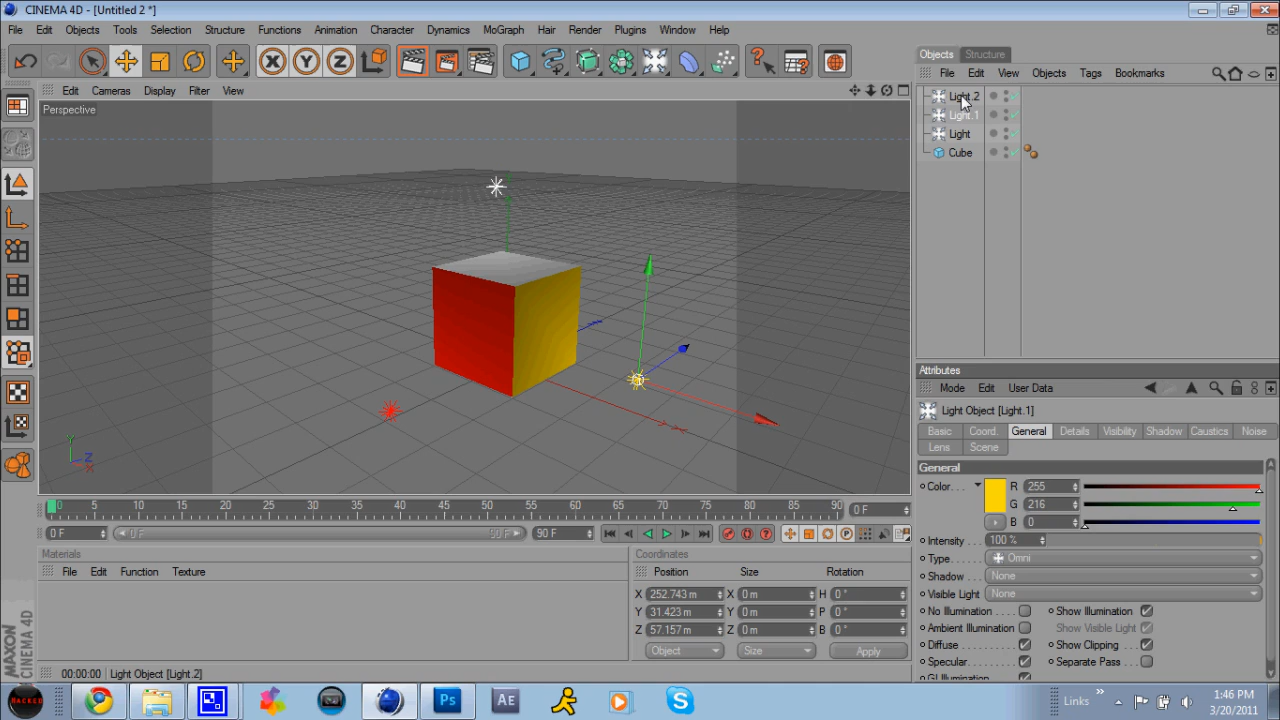 CINEMA 4D - [Untitled 2 *]
File Edit Objects Tools Selection Structure Functions Animation Character Dynamics MoGraph Hair Render Plugins Window Help
X Y Z
Objects Structure
File Edit View Objects Tags Bookmarks
Edit Cameras Display Filter View
Perspective
Light.2
Light.1
Light
Cube
Y
Z
X
Attributes
Mode Edit User Data
Light Object [Light.1]
Basic Coord. General Details Visibility Shadow Caustics Noise
Lens Scene
General
Color. . . R 255
G 216
B 0
Intensity 100 %
Type. . . . Omni
Shadow. . . None
Visible Light. None
No Illumination Show Illumination
Ambient Illumination Show Visible Light
Diffuse Show Clipping
Specular Separate Pass
GI Illumination
0 5 10 15 20 25 30 35 40 45 50 55 60 65 70 75 80 85 90 0 F
0 F 0 F 90 F 90 F
Materials
File Edit Function Texture
Coordinates
Position Size Rotation
X 252.743 m X 0 m H 0 °
Y 31.423 m Y 0 m P 0 °
Z 57.157 m Z 0 m B 0 °
Object Size Apply
MAXON CINEMA 4D
00:00:00 Light Object [Light.2]
HACKED
Ps
Ae
Links
1:46 PM
3/20/2011